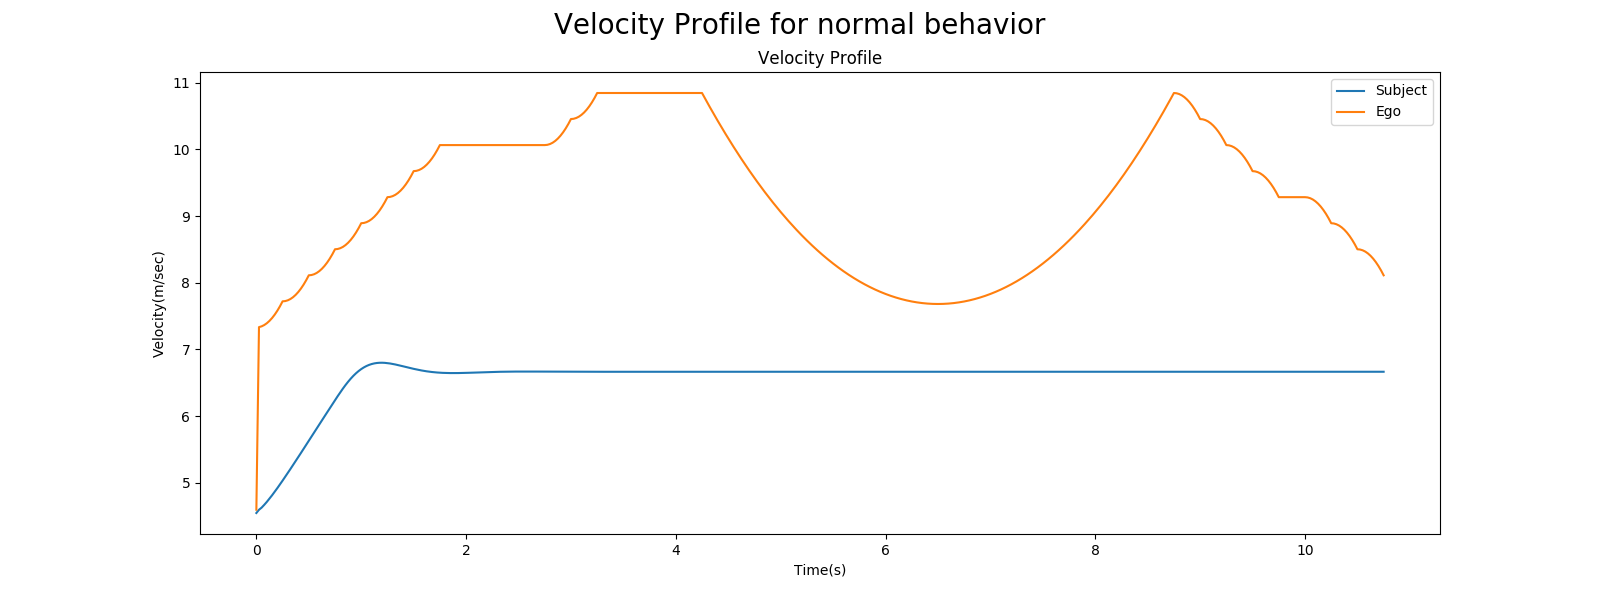 Velocity Profile for normal behavior
Velocity Profile
11
10
9
8
7
6
5
Velocity(m/sec)
Subject
Ego
0 2 4 6 8 10
Time(s)